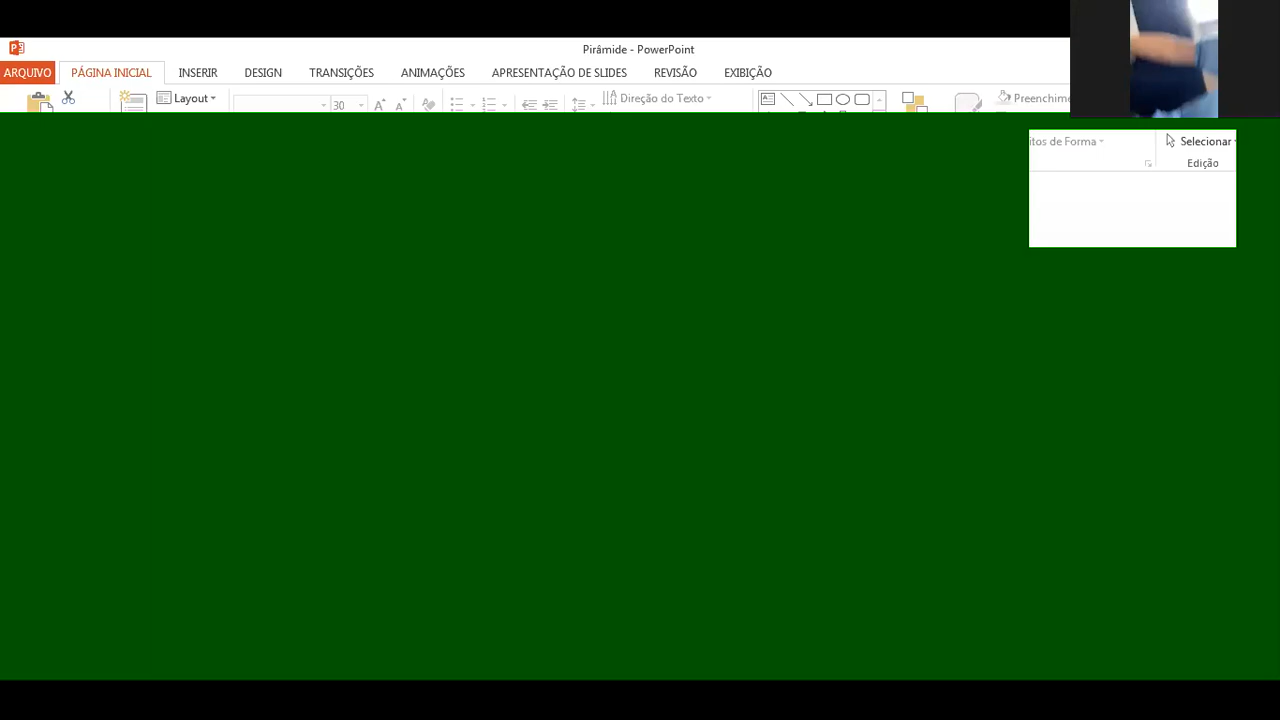 Pirâmide - PowerPoint
ARQUIVO PÁGINA INICIAL INSERIR DESIGN TRANSIÇÕES ANIMAÇÕES APRESENTAÇÃO DE SLIDES REVISÃO EXIBIÇÃO
Layout 30 Direção do Texto Preenchime
itos de Forma Selecionar
Edição